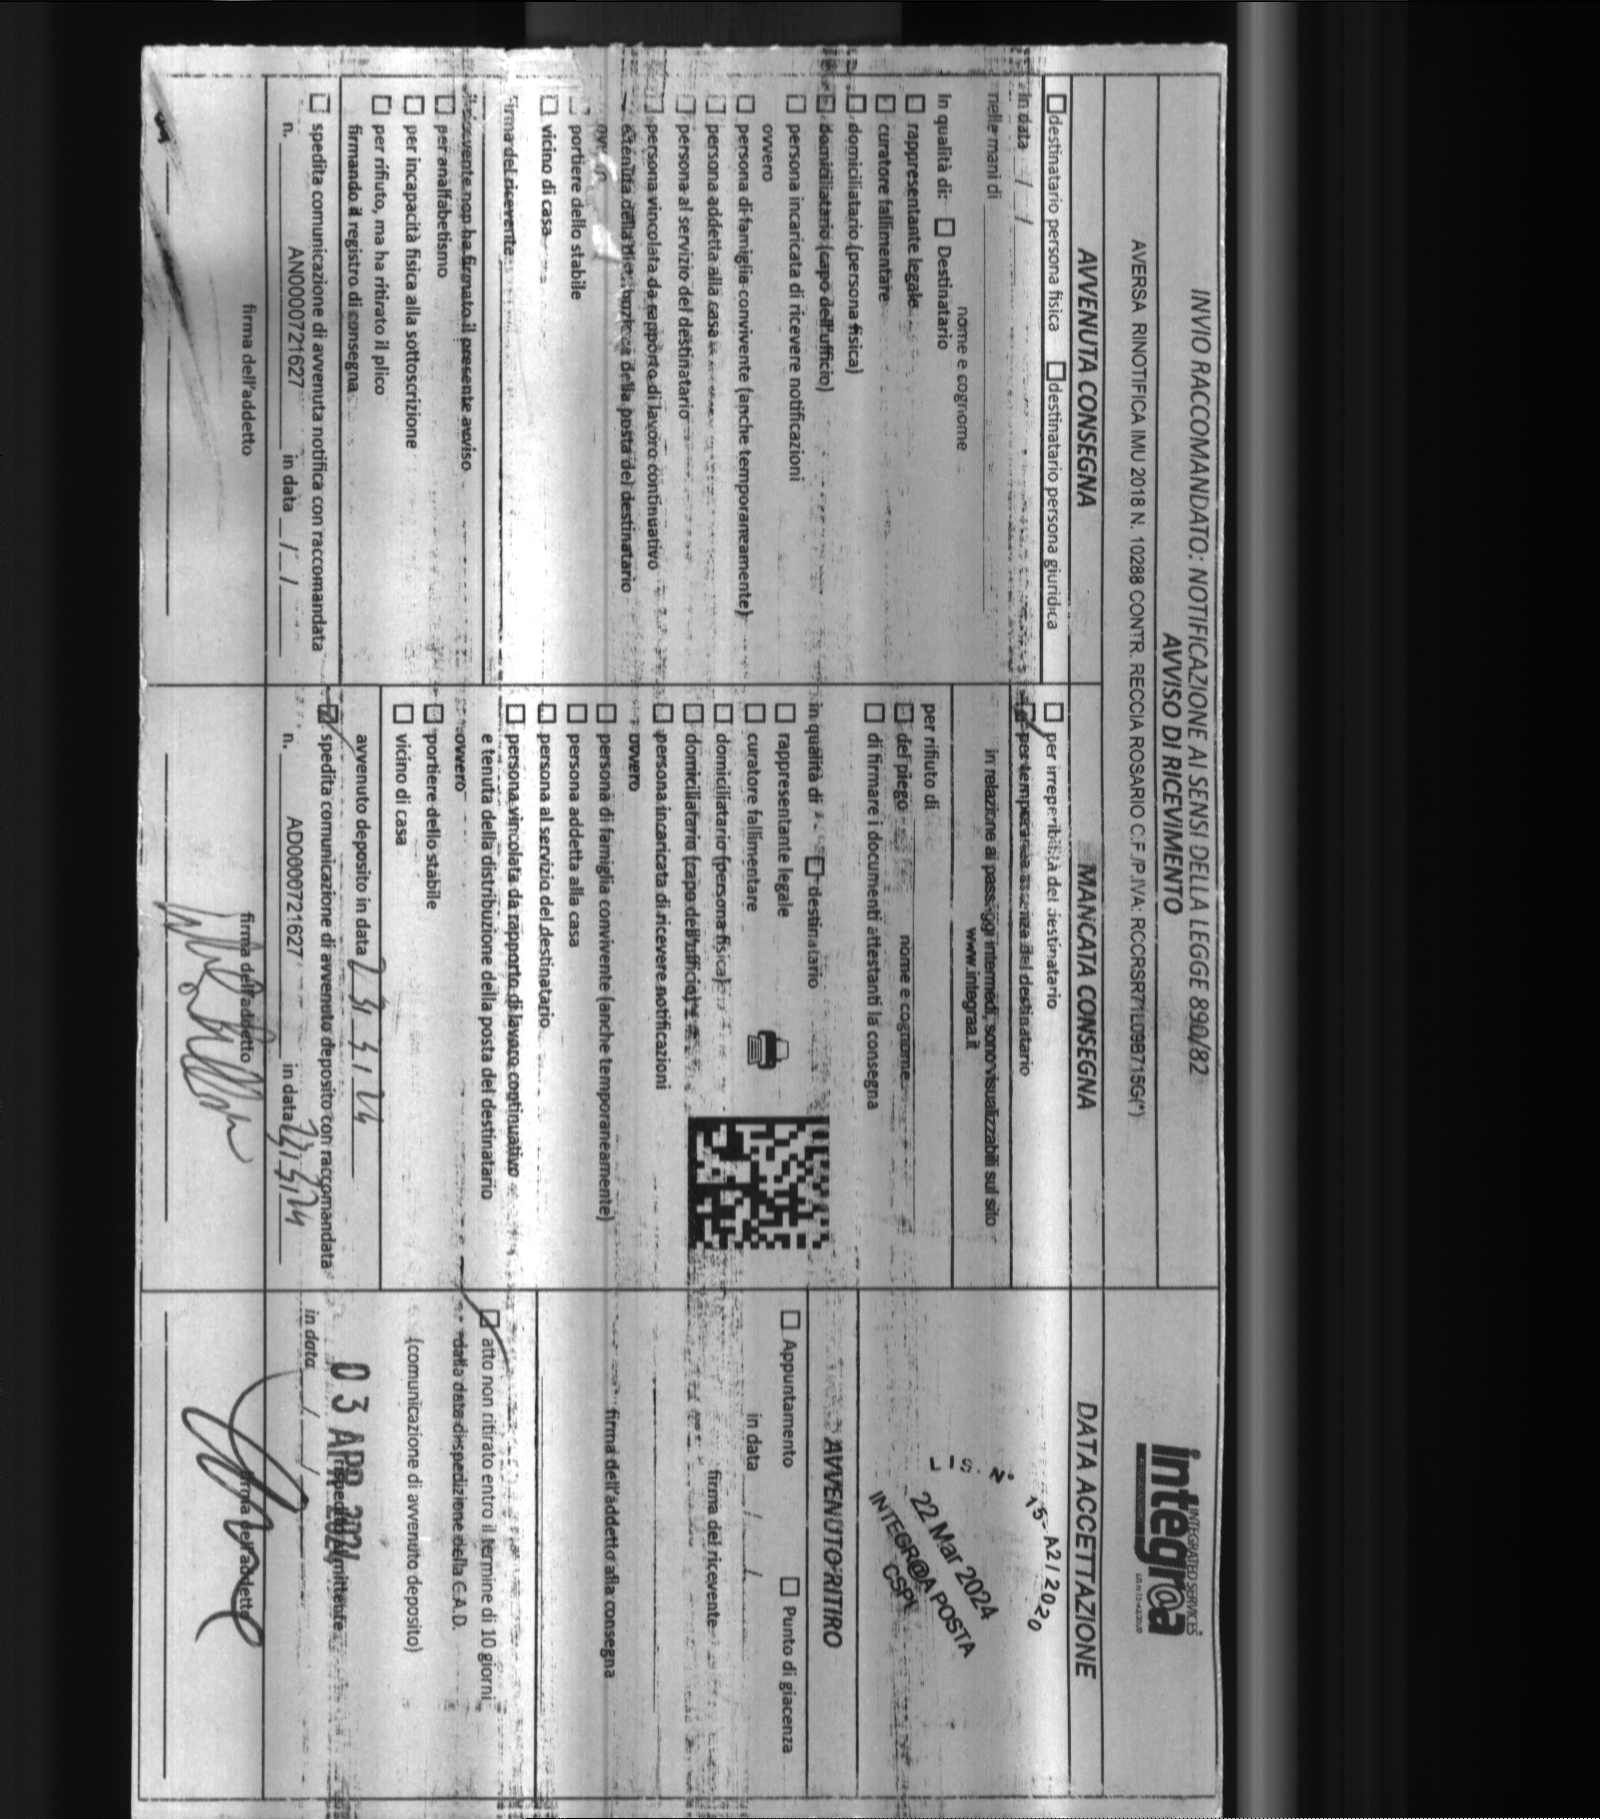 INVIO RACCOMANDATO: NOTIFICAZIONE AI SENSI DELLA LEGGE 890/82
AVVISO DI RICEVIMENTO
AVERSA RINOTIFICA IMU 2018 N. 10288 CONTR. RECCIA ROSARIO C.F./P.IVA: RCCRSR71L09B715G(*)
INTEGRATED SERVICES
integr@a
AVVENUTA CONSEGNA
destinatario persona fisica
destinatario persona giuridica
In data / /
nelle mani di
nome e cognome
In qualità di:
Destinatario
rappresentante legale
curatore fallimentare
domiciliatario (persona fisica)
domiciliatario (capo dell'ufficio)
persona incaricata di ricevere notificazioni
ovvero
persona di famiglia convivente (anche temporaneamente)
persona addetta alla casa
persona al servizio del destinatario
persona vincolata da rapporto di lavoro continuativo
e tenuta della distribuzione della posta del destinatario
portiere dello stabile
vicino di casa
firma del ricevente
Il ricevente non ha firmato il presente avviso
per analfabetismo
per incapacità fisica alla sottoscrizione
per rifiuto, ma ha ritirato il plico
firmando il registro di consegna
spedita comunicazione di avvenuta notifica con raccomandata
n. AN0000721627 in data / /
firma dell'addetto
MANCATA CONSEGNA
per irreperibilità del destinatario
per temporanea assenza del destinatario
in relazione ai passaggi intermedi, sono visualizzabili sul sito
www.integraa.it
per rifiuto di
del piego
nome e cognome
di firmare i documenti attestanti la consegna
in qualità di
destinatario
rappresentante legale
curatore fallimentare
domiciliatario (persona fisica)
domiciliatario (capo dell'ufficio)
persona incaricata di ricevere notificazioni
ovvero
persona di famiglia convivente (anche temporaneamente)
persona addetta alla casa
persona al servizio del destinatario
persona vincolata da rapporto di lavoro continuativo
e tenuta della distribuzione della posta del destinatario
ovvero
portiere dello stabile
vicino di casa
avvenuto deposito in data
spedita comunicazione di avvenuto deposito con raccomandata
n. AD0000721627 in data
firma dell'addetto
DATA ACCETTAZIONE
15-A2/2020
LIS. N°
22 Mar 2024
INTEGR@A POSTA
CSPL
AVVENUTO RITIRO
Appuntamento
Punto di giacenza
in data / /
firma del ricevente
firma dell'addetto alla consegna
atto non ritirato entro il termine di 10 giorni
dalla data di spedizione della C.A.D.
(comunicazione di avvenuto deposito)
03 APR 2024
rispedito al mittente
in data / /
firma dell'addetto